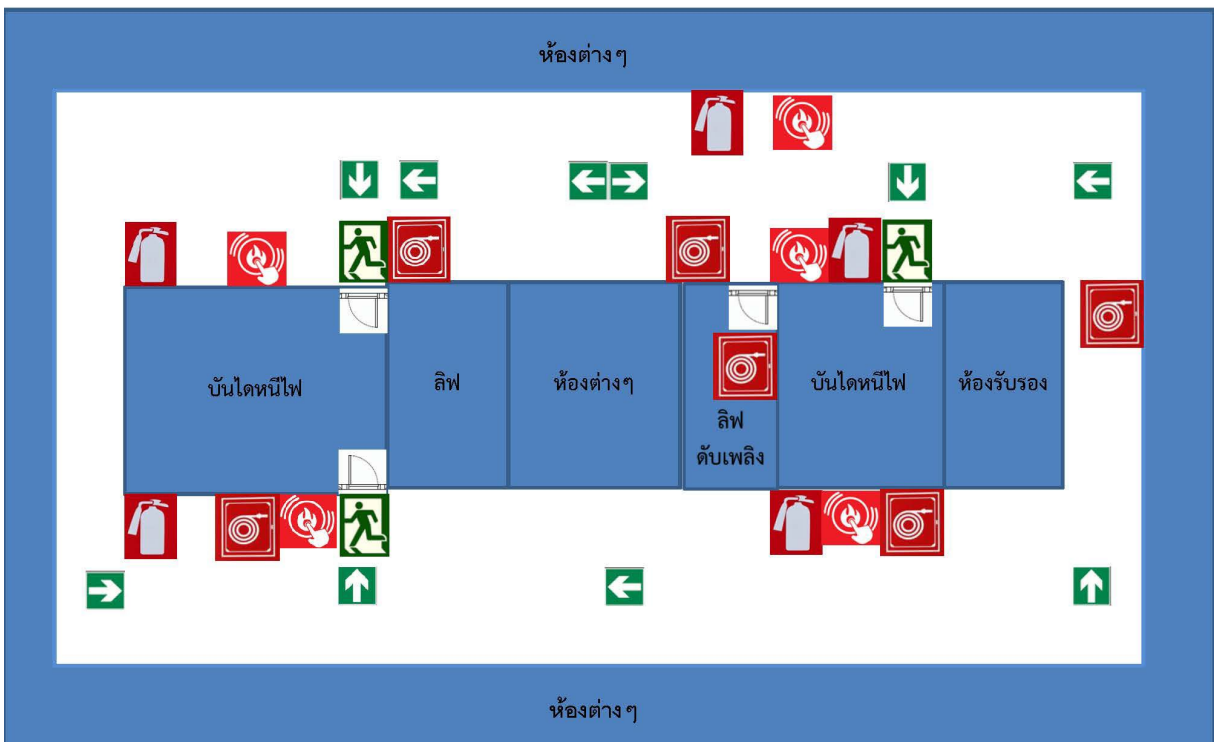 ห้องต่างๆ
บันไดหนีไฟ
ลิฟ
ห้องต่างๆ
ลิฟ
ดับเพลิง
บันไดหนีไฟ
ห้องรับรอง
ห้องต่างๆ